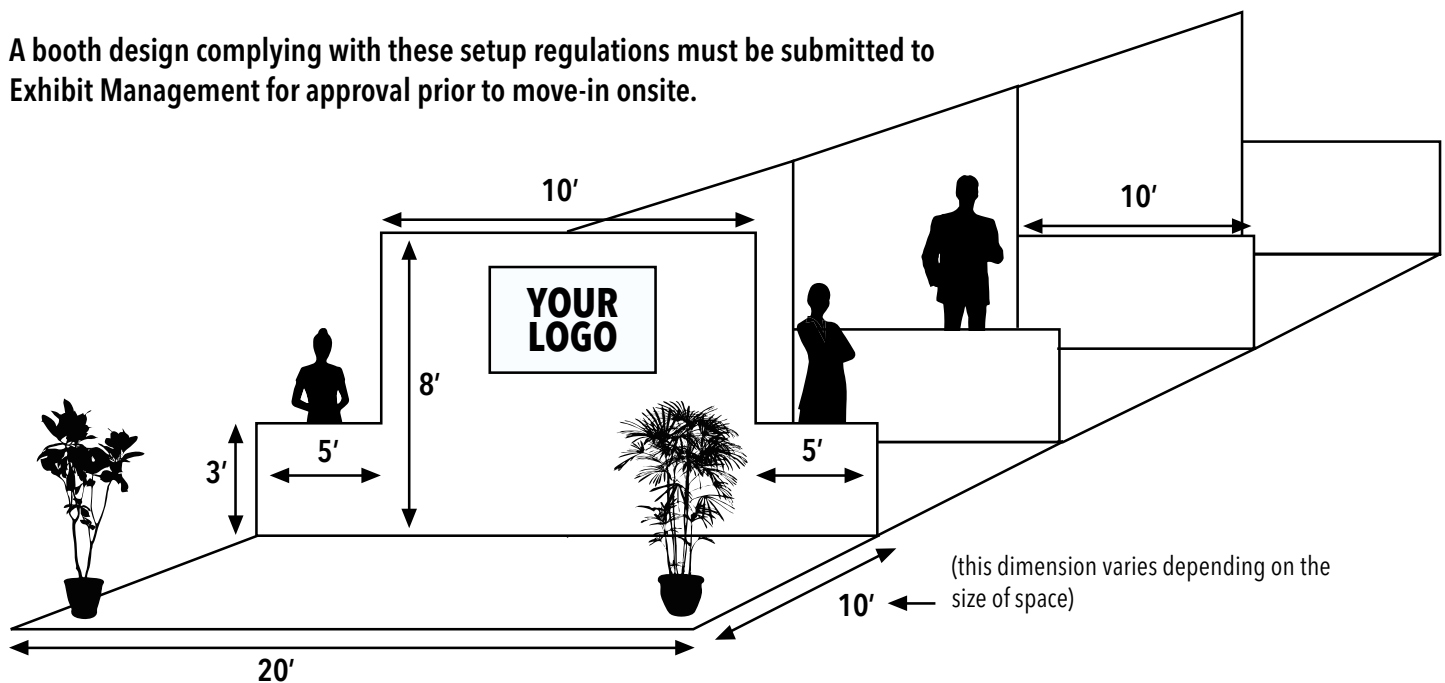 A booth design complying with these setup regulations must be submitted to
Exhibit Management for approval prior to move-in onsite.
10′
10′
YOUR
LOGO
8′
3′
5′
5′
(this dimension varies depending on the
size of space)
10′
20′